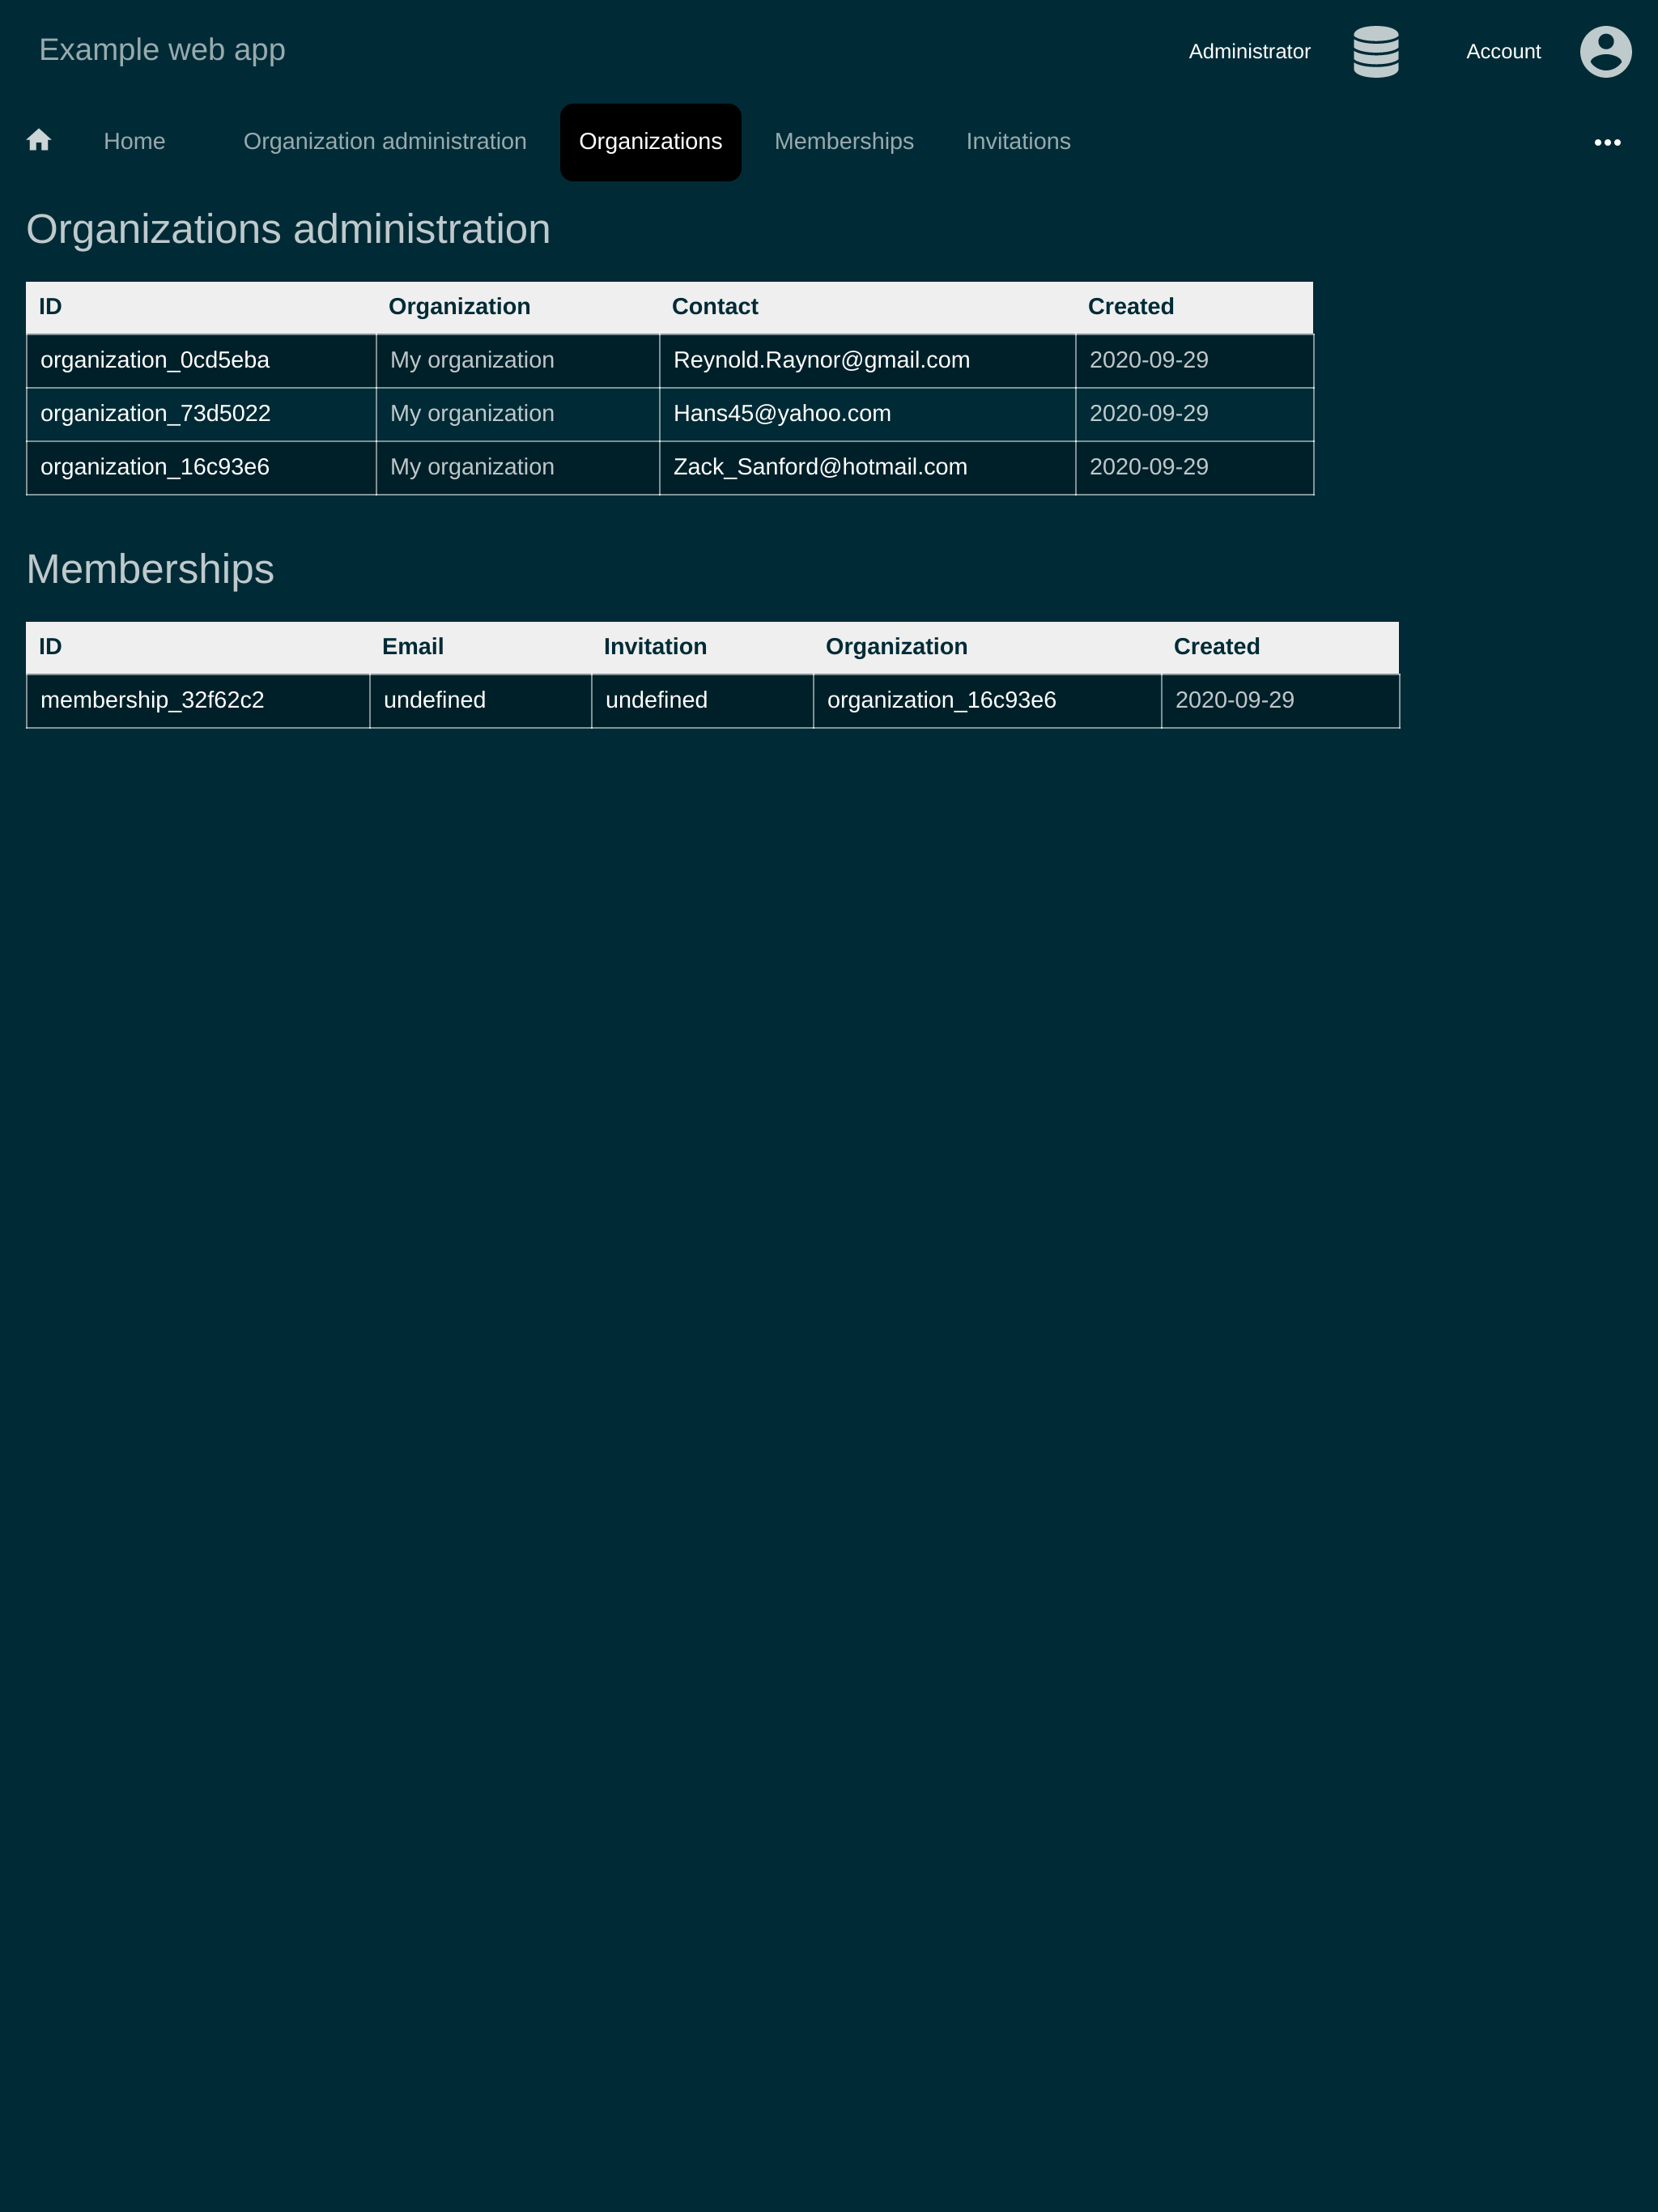 Example web app
Administrator
Account
Home
Organization administration
Organizations
Memberships
Invitations
Organizations administration
ID Organization Contact Created
organization_0cd5eba My organization Reynold.Raynor@gmail.com 2020-09-29
organization_73d5022 My organization Hans45@yahoo.com 2020-09-29
organization_16c93e6 My organization Zack_Sanford@hotmail.com 2020-09-29
Memberships
ID Email Invitation Organization Created
membership_32f62c2 undefined undefined organization_16c93e6 2020-09-29